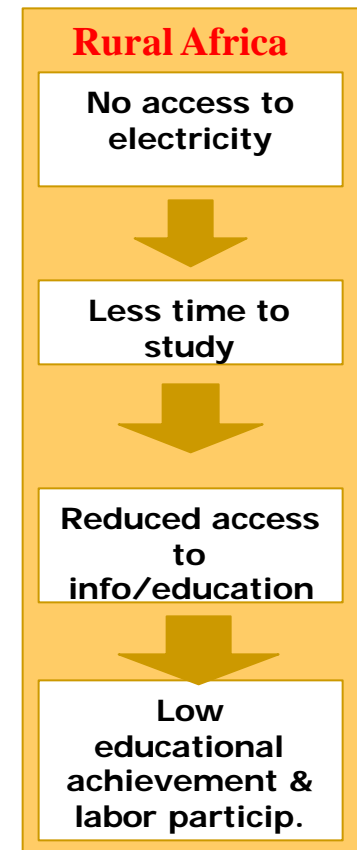 Rural Africa
No access to
electricity
Less time to
study
Reduced access
to
info/education
Low
educational
achievement &
labor particip.